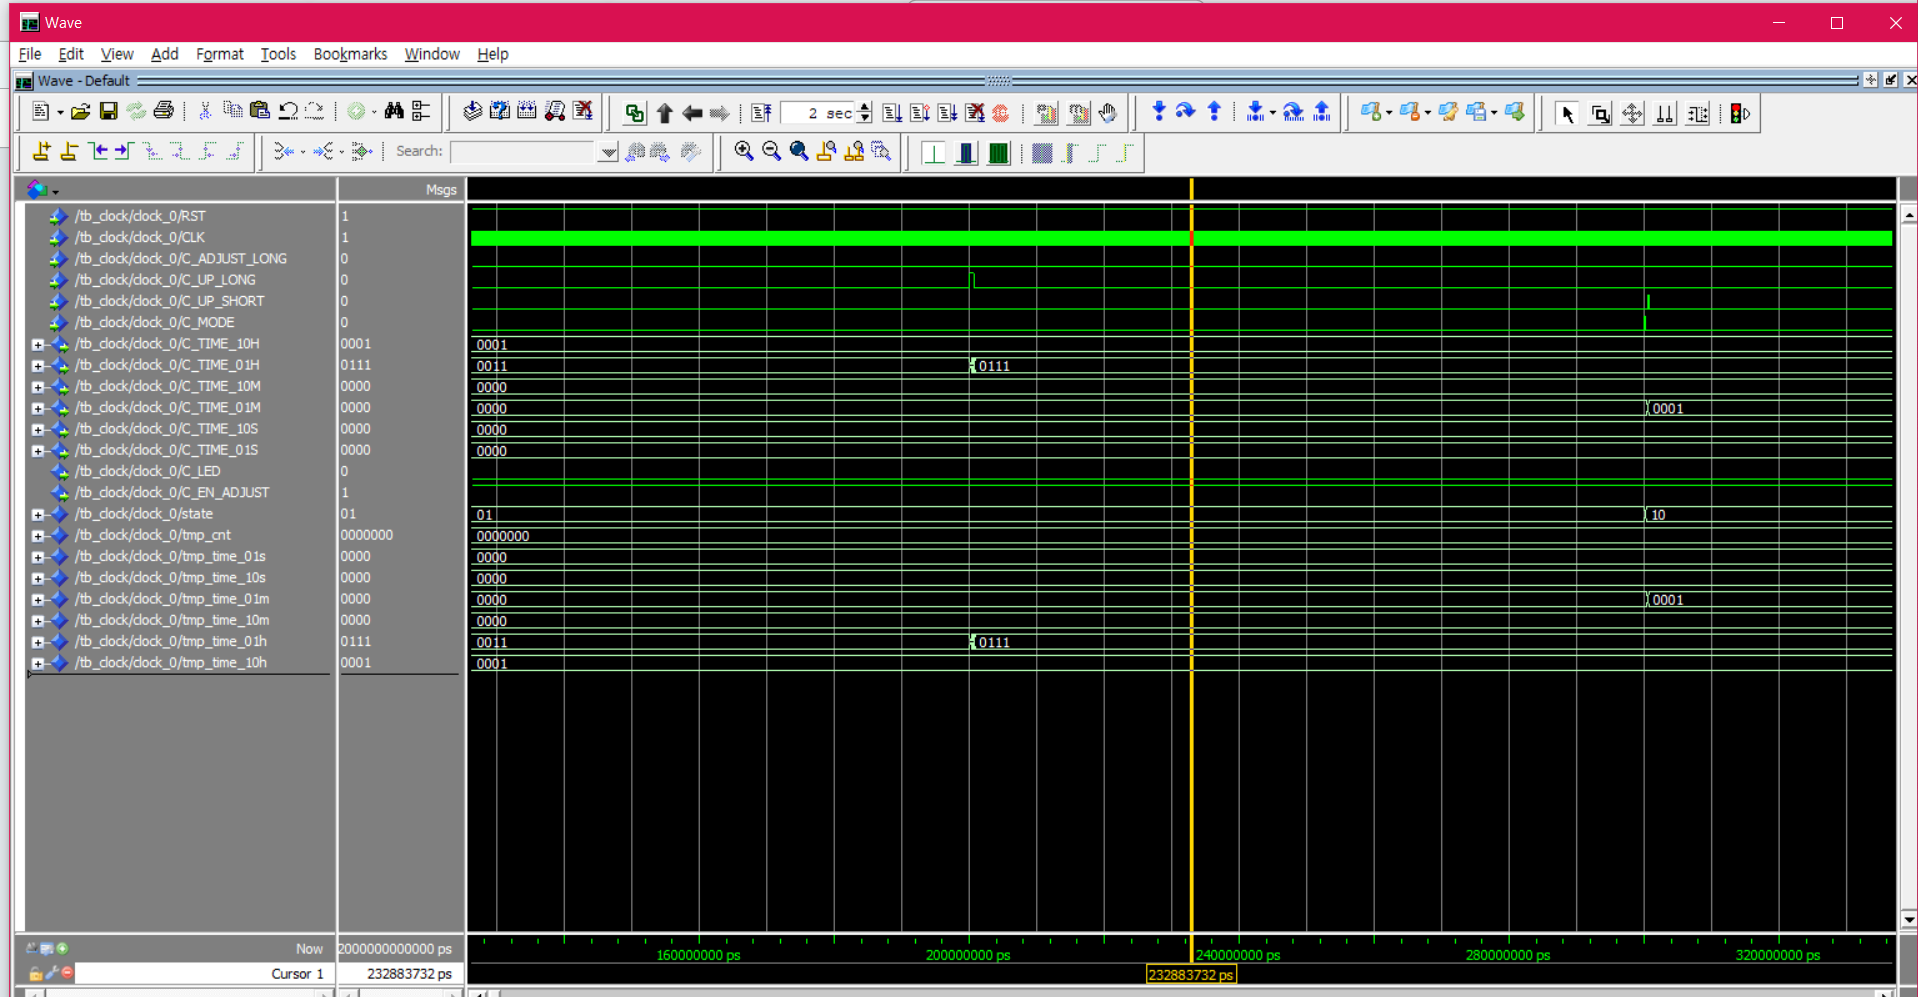 Wave
File Edit View Add Format Tools Bookmarks Window Help
Wave - Default
2 sec
Search:
Msgs
/tb_clock/clock_0/RST 1
/tb_clock/clock_0/CLK 1
/tb_clock/clock_0/C_ADJUST_LONG 0
/tb_clock/clock_0/C_UP_LONG 0
/tb_clock/clock_0/C_UP_SHORT 0
/tb_clock/clock_0/C_MODE 0
/tb_clock/clock_0/C_TIME_10H 0001 0001
/tb_clock/clock_0/C_TIME_01H 0111 0011 0111
/tb_clock/clock_0/C_TIME_10M 0000 0000
/tb_clock/clock_0/C_TIME_01M 0000 0000 0001
/tb_clock/clock_0/C_TIME_10S 0000 0000
/tb_clock/clock_0/C_TIME_01S 0000 0000
/tb_clock/clock_0/C_LED 0
/tb_clock/clock_0/C_EN_ADJUST 1
/tb_clock/clock_0/state 01 01 10
/tb_clock/clock_0/tmp_cnt 0000000 0000000
/tb_clock/clock_0/tmp_time_01s 0000 0000
/tb_clock/clock_0/tmp_time_10s 0000 0000
/tb_clock/clock_0/tmp_time_01m 0000 0000 0001
/tb_clock/clock_0/tmp_time_10m 0000 0000
/tb_clock/clock_0/tmp_time_01h 0111 0011 0111
/tb_clock/clock_0/tmp_time_10h 0001 0001
Now 2000000000000 ps 160000000 ps 200000000 ps 240000000 ps 280000000 ps 320000000 ps
Cursor 1 232883732 ps 232883732 ps